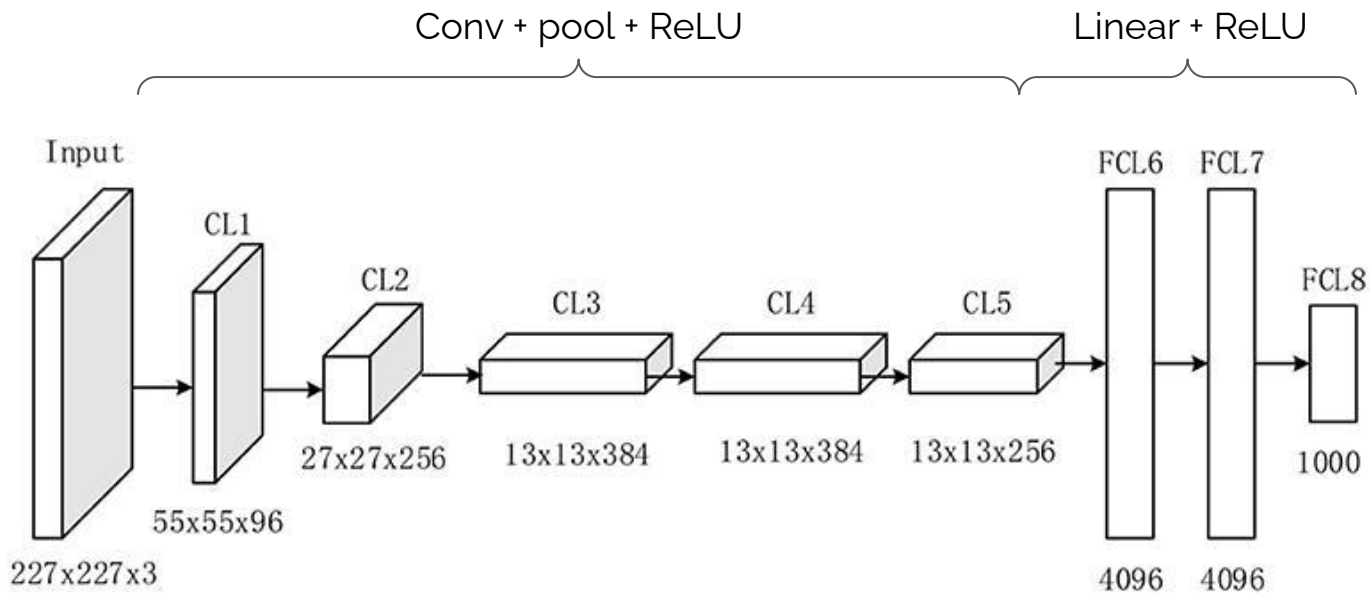 Conv + pool + ReLU
Linear + ReLU
Input
CL1
CL2
CL3
CL4
CL5
FCL6
FCL7
FCL8
227x227x3
55x55x96
27x27x256
13x13x384
13x13x384
13x13x256
4096
4096
1000